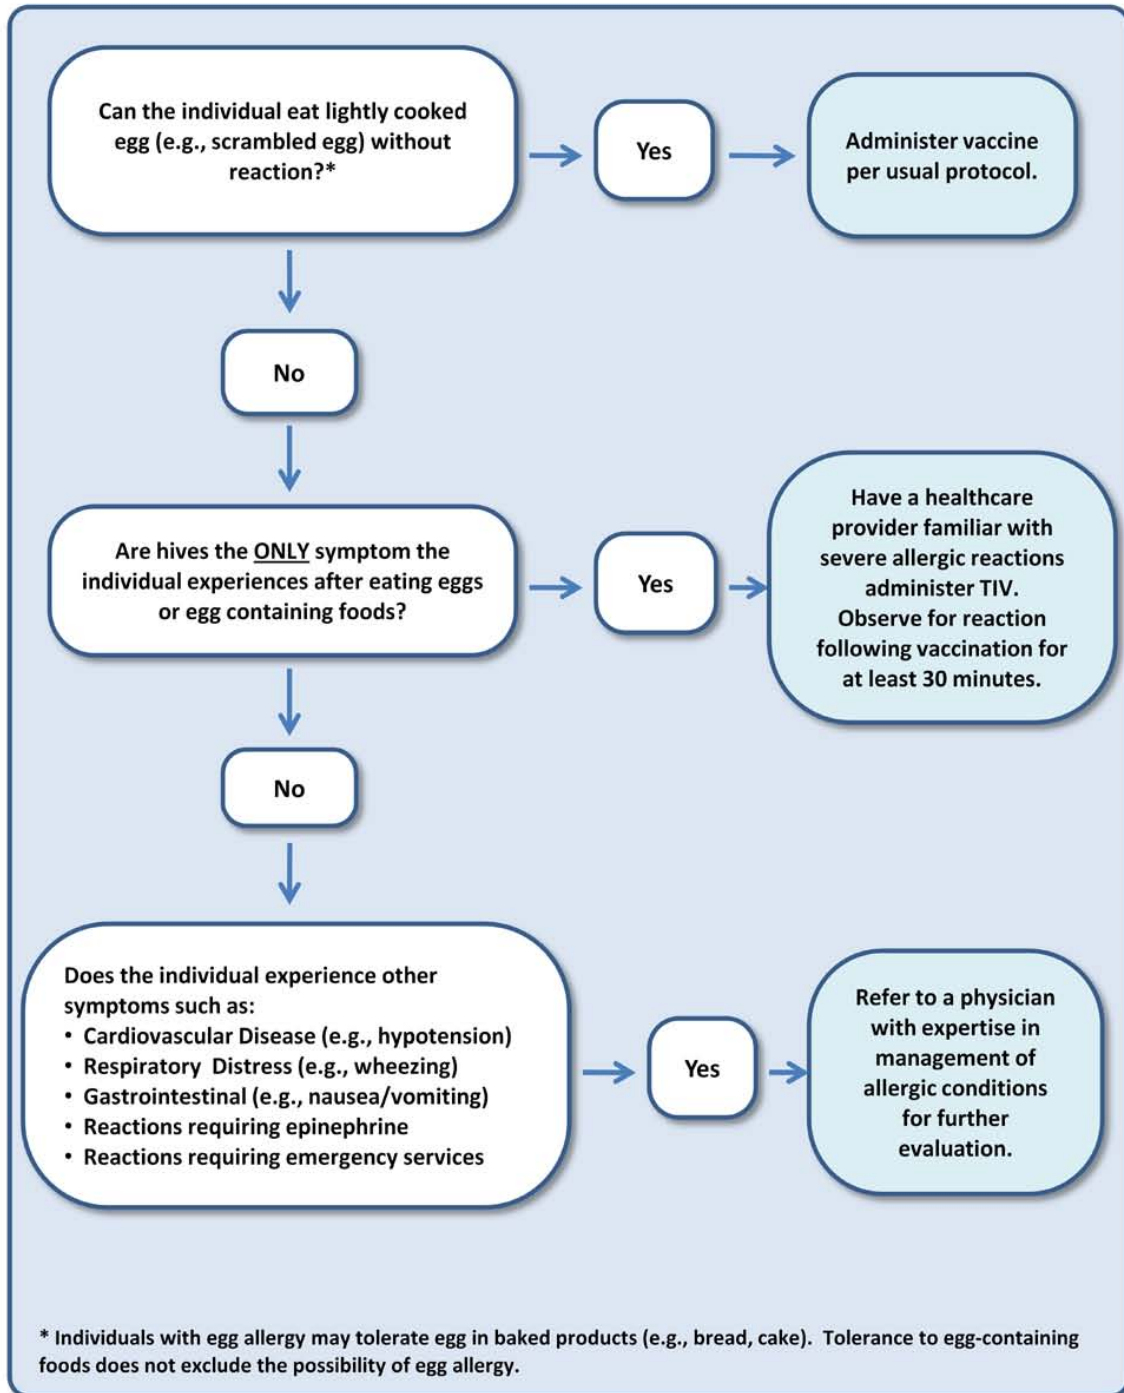 Can the individual eat lightly cooked
egg (e.g., scrambled egg) without
reaction?*
Yes
Administer vaccine
per usual protocol.
No
Are hives the ONLY symptom the
individual experiences after eating eggs
or egg containing foods?
Yes
Have a healthcare
provider familiar with
severe allergic reactions
administer TIV.
Observe for reaction
following vaccination for
at least 30 minutes.
No
Does the individual experience other
symptoms such as:
• Cardiovascular Disease (e.g., hypotension)
• Respiratory Distress (e.g., wheezing)
• Gastrointestinal (e.g., nausea/vomiting)
• Reactions requiring epinephrine
• Reactions requiring emergency services
Yes
Refer to a physician
with expertise in
management of
allergic conditions
for further
evaluation.
* Individuals with egg allergy may tolerate egg in baked products (e.g., bread, cake). Tolerance to egg-containing
foods does not exclude the possibility of egg allergy.